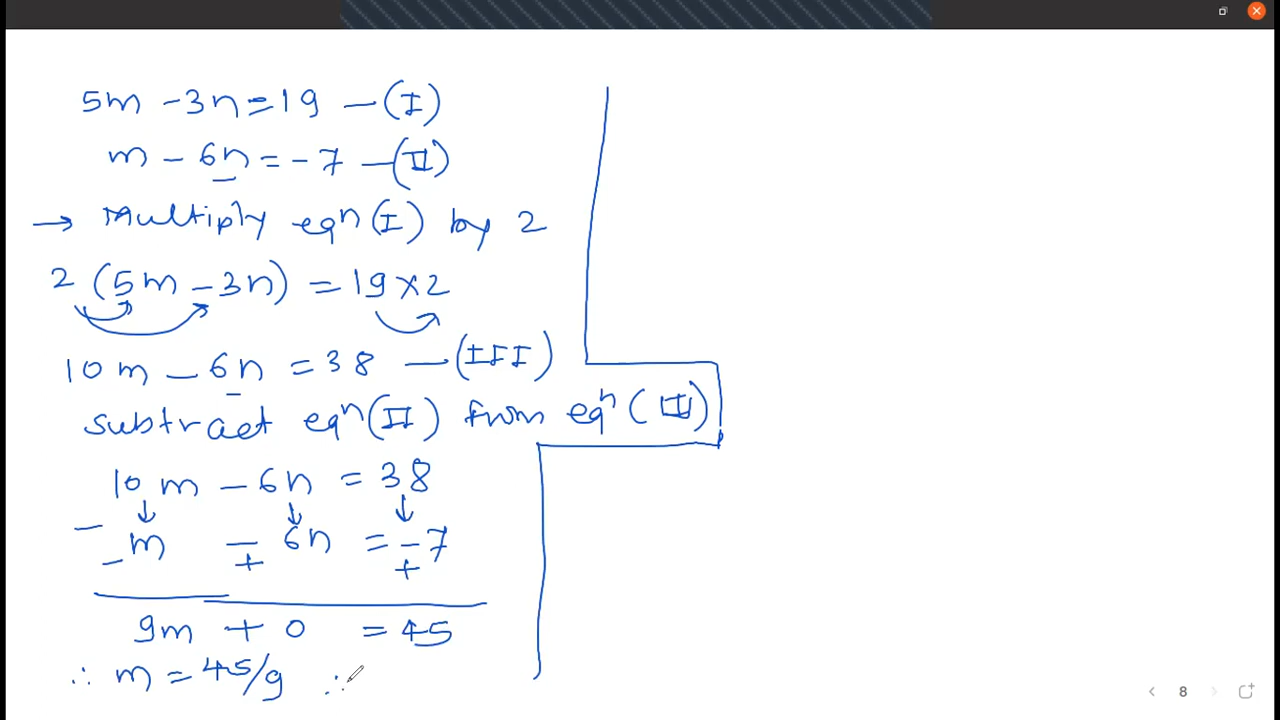 5m - 3n = 19 - (I)
m - 6n = -7 - (II)
→ Multiply eqn (I) by 2
2 (5m - 3n) = 19 × 2
10m - 6n = 38 - (III)
subtract eqn (II) from eqn (III)
10m - 6n = 38
- m - 6n = -7
- + +
9m + 0 = 45
∴ m = 45/9 ∴
8